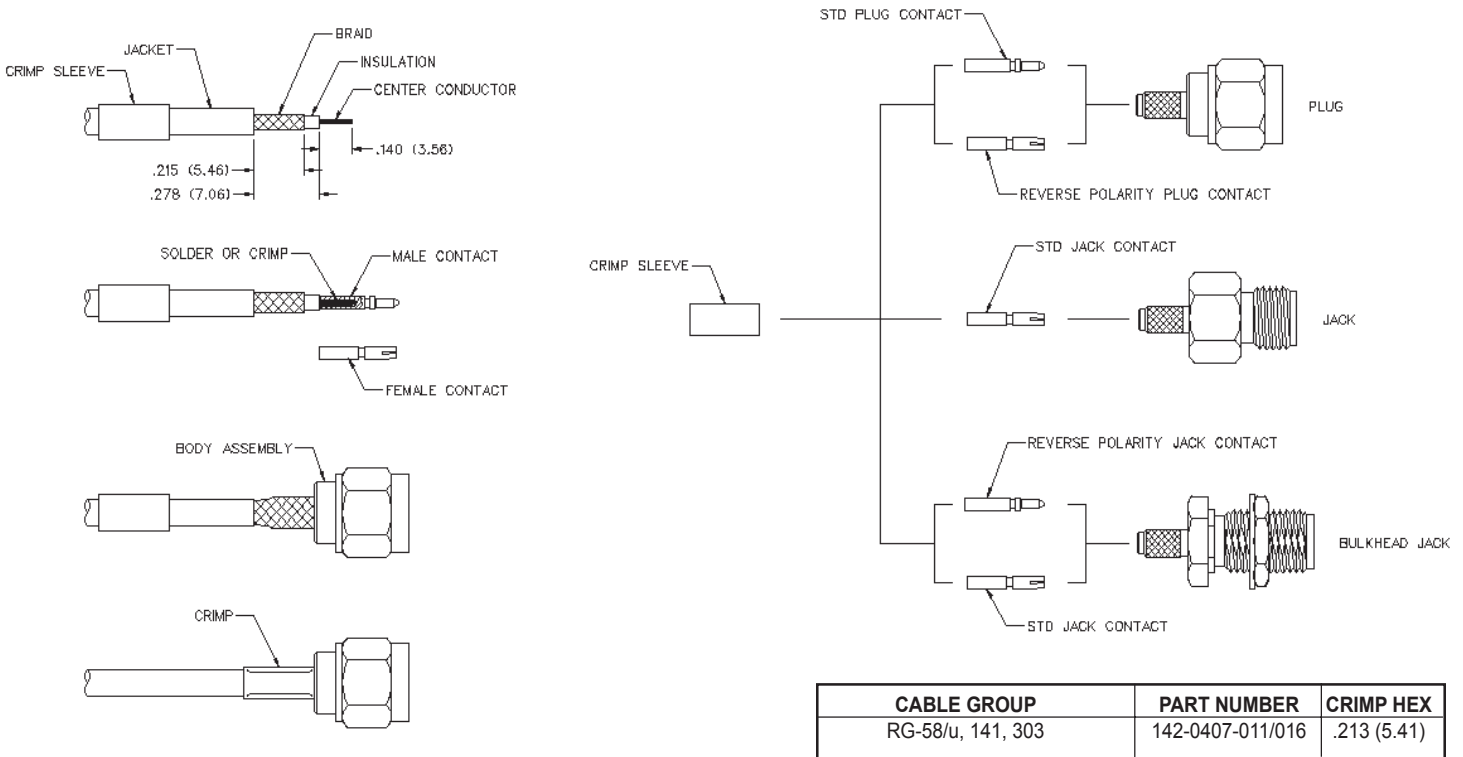 BRAID
JACKET
INSULATION
CRIMP SLEEVE
CENTER CONDUCTOR
.140 (3.56)
.215 (5.46)
.278 (7.06)
SOLDER OR CRIMP
MALE CONTACT
FEMALE CONTACT
BODY ASSEMBLY
CRIMP
STD PLUG CONTACT
PLUG
REVERSE POLARITY PLUG CONTACT
STD JACK CONTACT
CRIMP SLEEVE
JACK
REVERSE POLARITY JACK CONTACT
BULKHEAD JACK
STD JACK CONTACT
CABLE GROUP PART NUMBER CRIMP HEX
RG-58/u, 141, 303 142-0407-011/016 .213 (5.41)